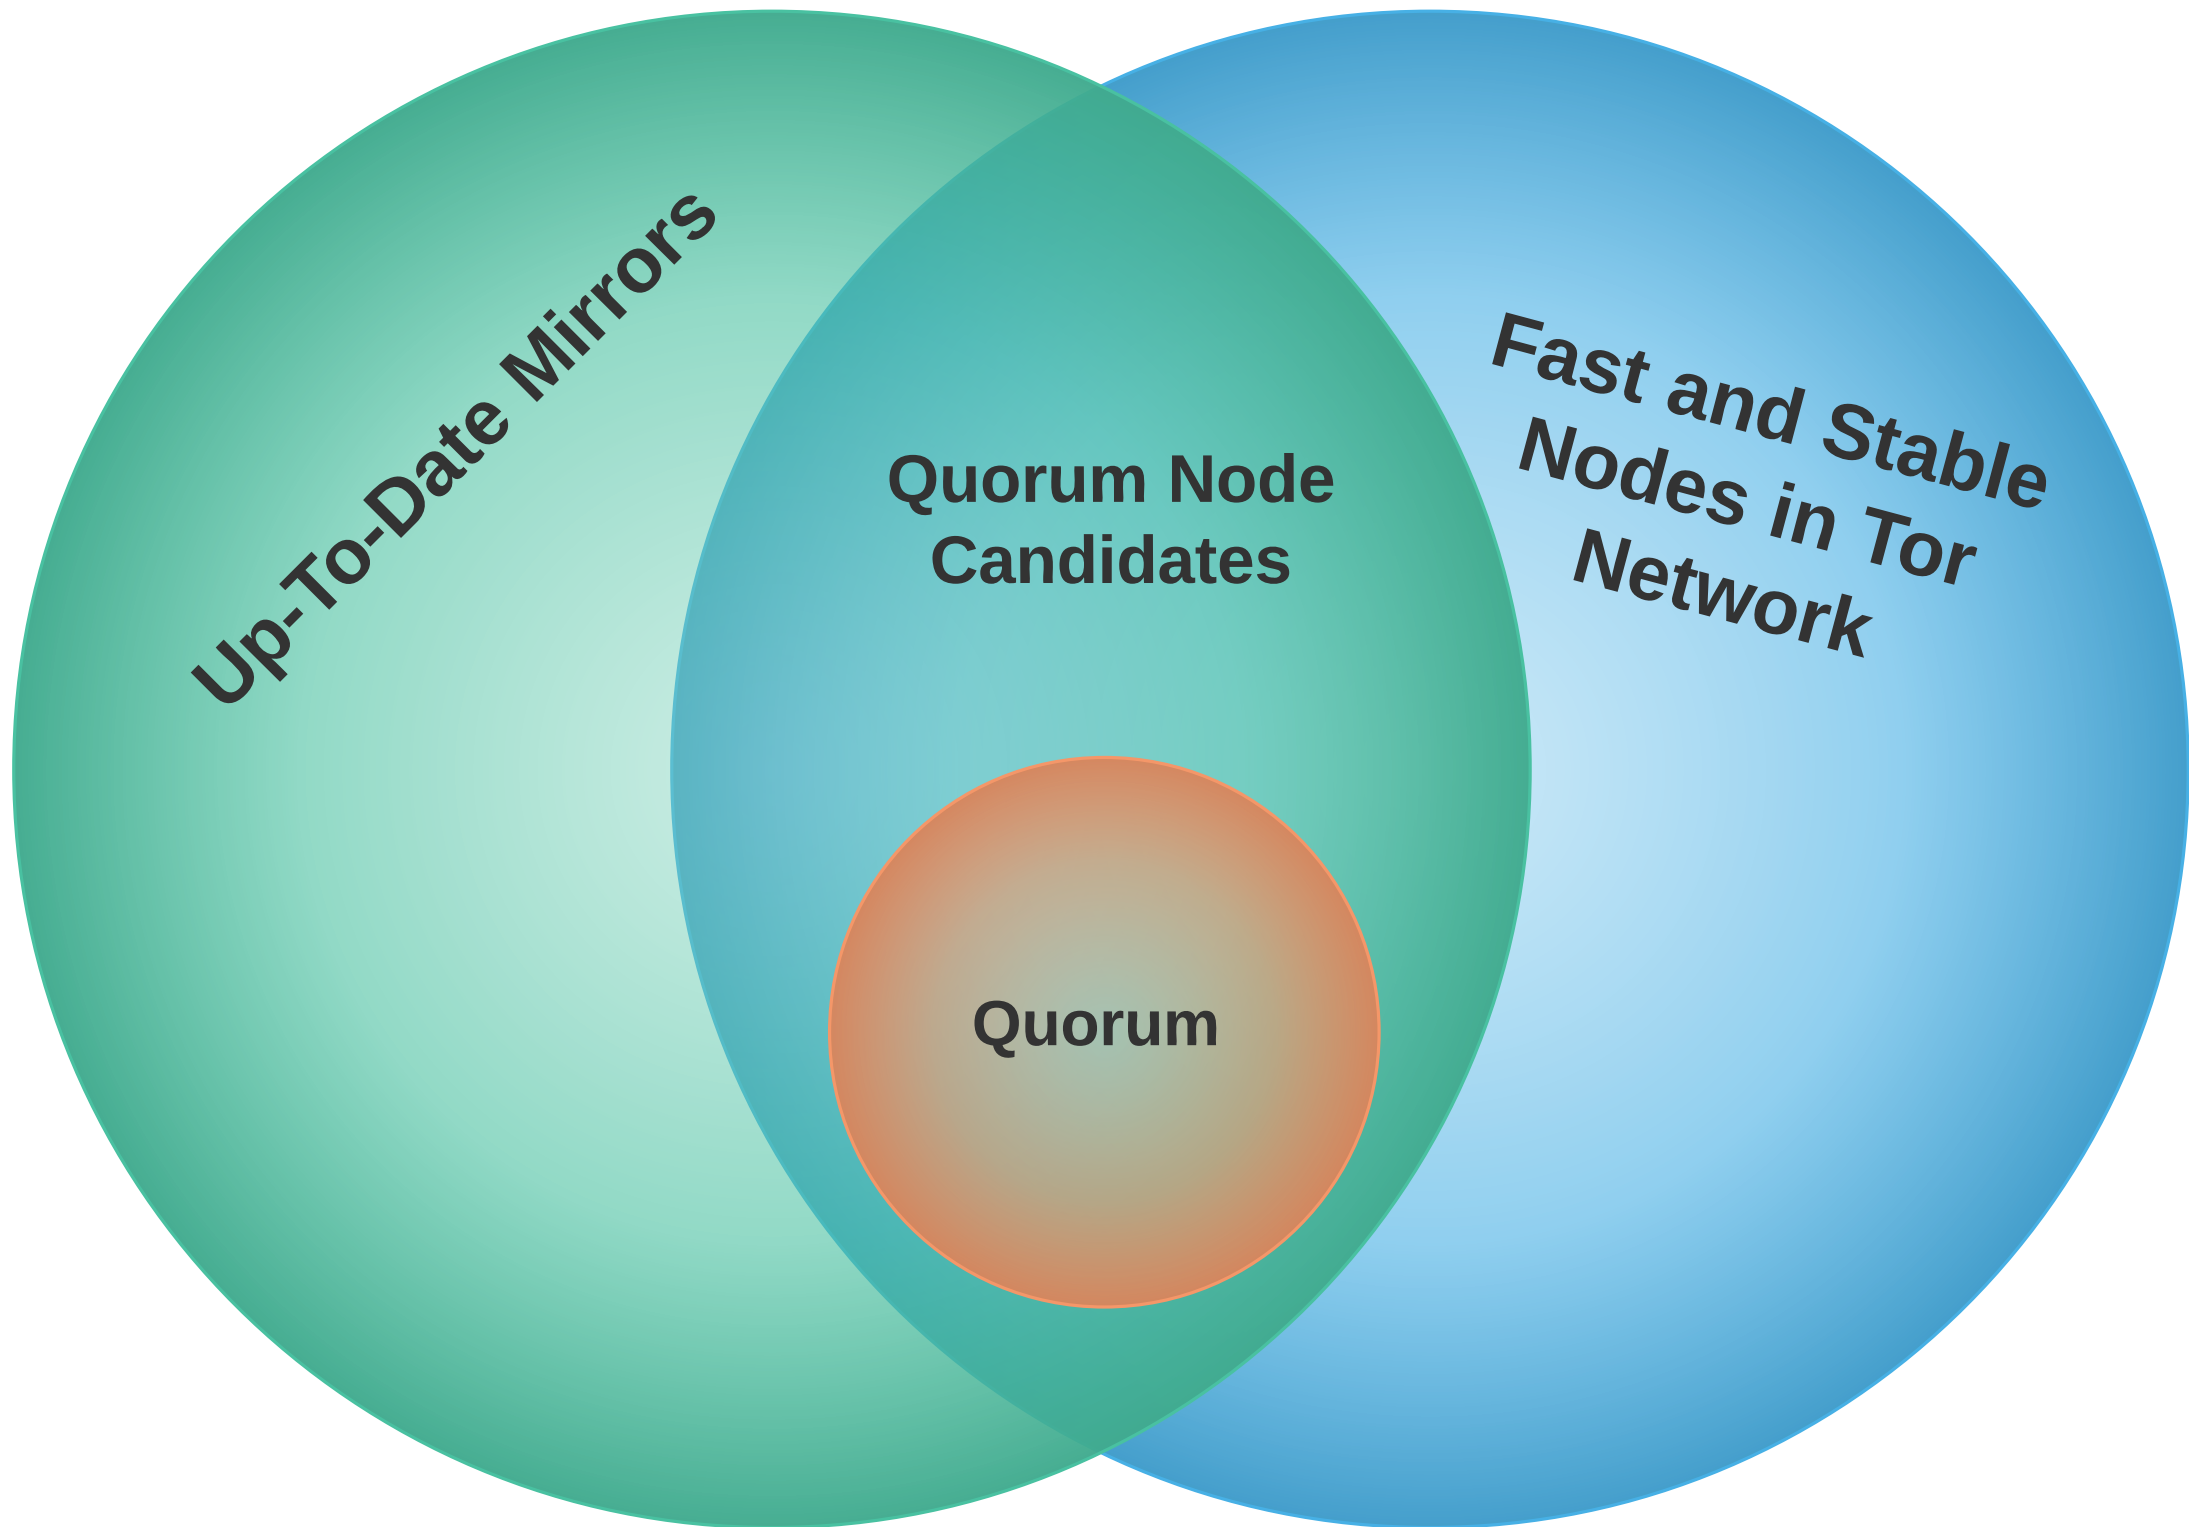 Up-To-Date Mirrors
Quorum Node
Candidates
Fast and Stable
Nodes in Tor
Network
Quorum